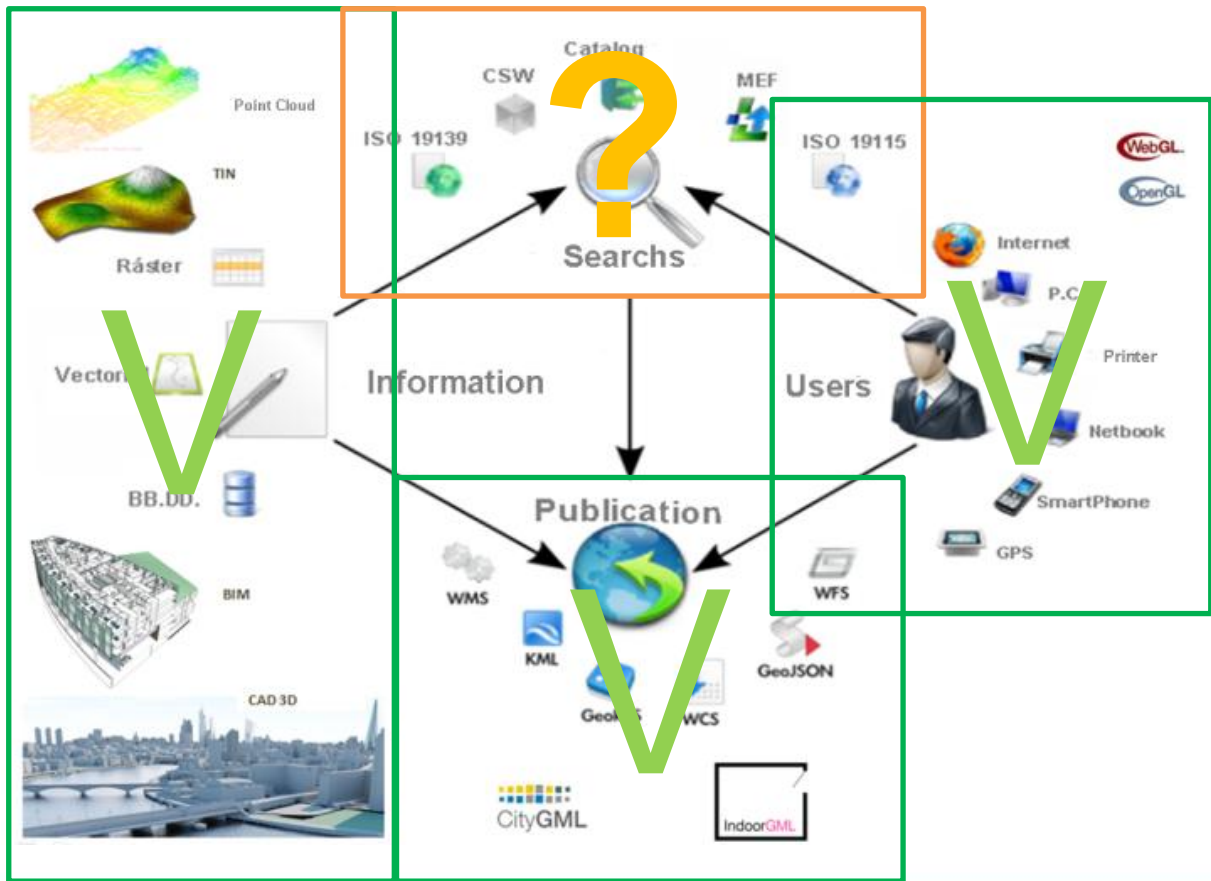 Catalog
CSW
MEF
Point Cloud
ISO 19139
ISO 19115
WebGL.
TIN
OpenGL
Internet
Searchs
Ráster
P.C
Printer
Information
Users
Netbook
BB.DD.
SmartPhone
Publication
GPS
WMS
WFS
BIM
KML
GeoJSON
WCS
CAD 3D
CityGML
IndoorGML
?
V
V
V